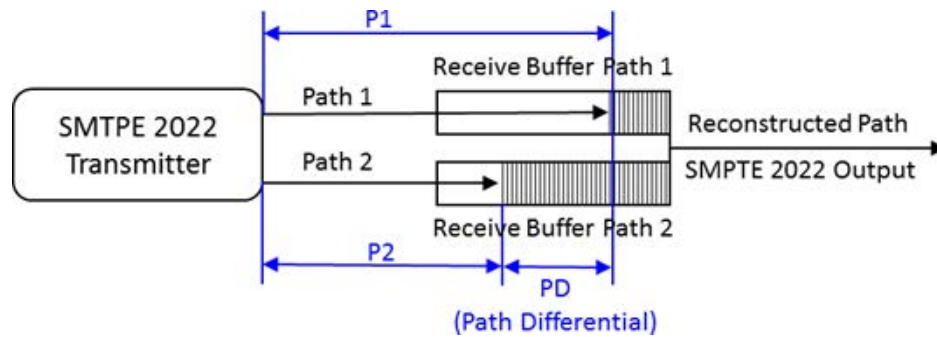 P1
Receive Buffer Path 1
Path 1
SMTPE 2022
Transmitter
Reconstructed Path
Path 2
SMPTE 2022 Output
Receive Buffer Path 2
P2
PD
(Path Differential)